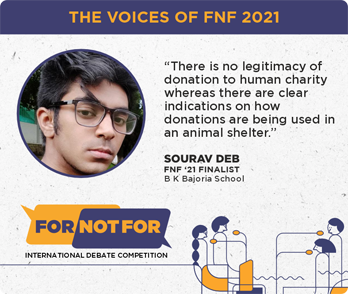 THE VOICES OF FNF 2021
“There is no legitimacy of
donation to human charity
whereas there are clear
indications on how
donations are being used in
an animal shelter.”
SOURAV DEB
FNF ‘21 FINALIST
B K Bajoria School
FOR NOT FOR
INTERNATIONAL DEBATE COMPETITION